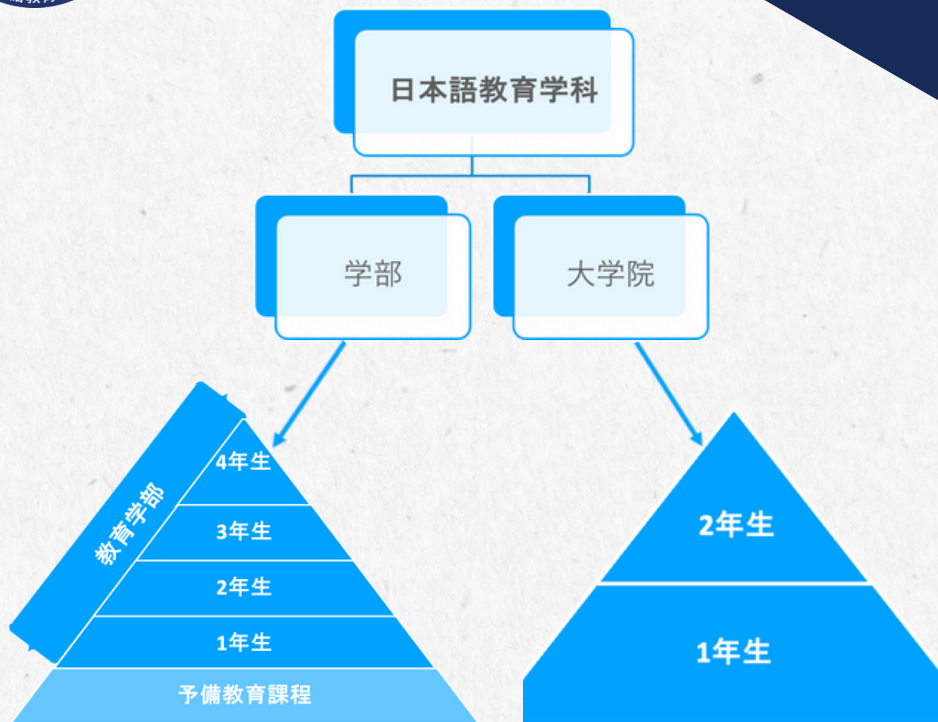 日本語教育学科
学部
大学院
教育学部
4年生
3年生
2年生
1年生
予備教育課程
2年生
1年生